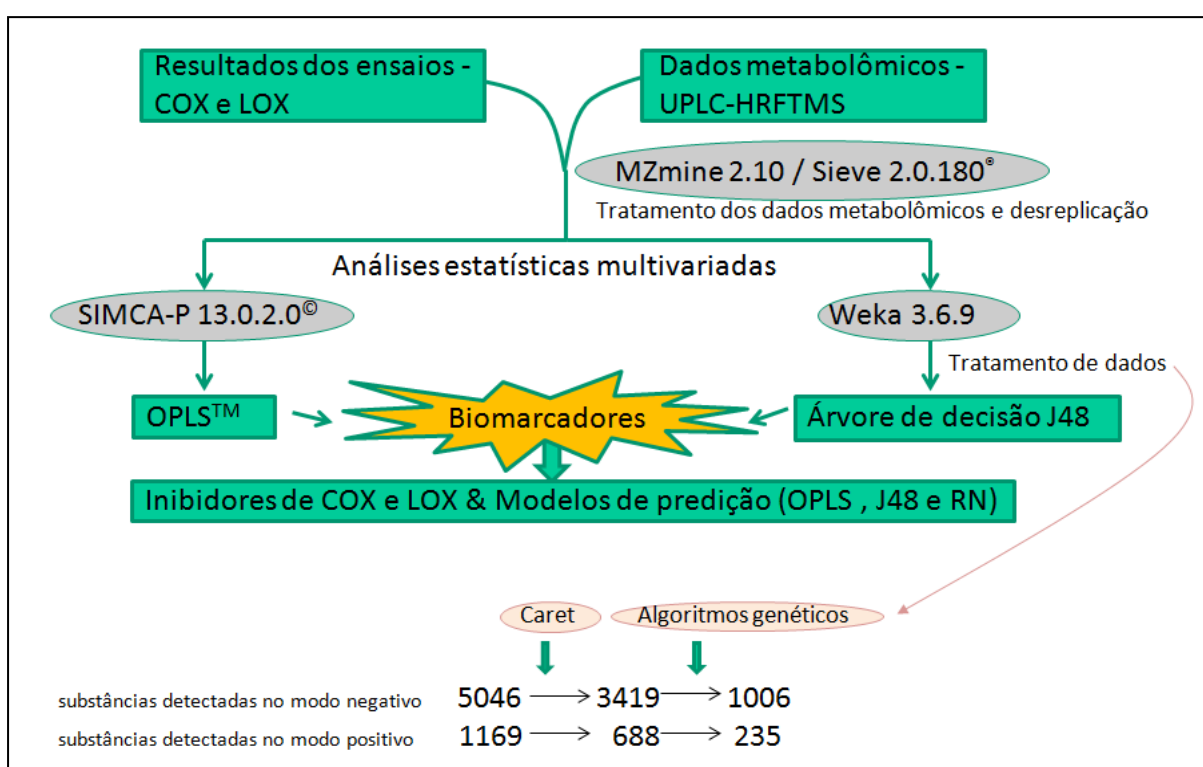 Resultados dos ensaios -
COX e LOX
Dados metabolômicos -
UPLC-HRFTMS
MZmine 2.10 / Sieve 2.0.180®
Tratamento dos dados metabolômicos e desreplicação
Análises estatísticas multivariadas
SIMCA-P 13.0.2.0©
Weka 3.6.9
Tratamento de dados
OPLS™
Biomarcadores
Árvore de decisão J48
Inibidores de COX e LOX & Modelos de predição (OPLS , J48 e RN)
Caret
Algoritmos genéticos
substâncias detectadas no modo negativo 5046 → 3419 → 1006
substâncias detectadas no modo positivo 1169 → 688 → 235